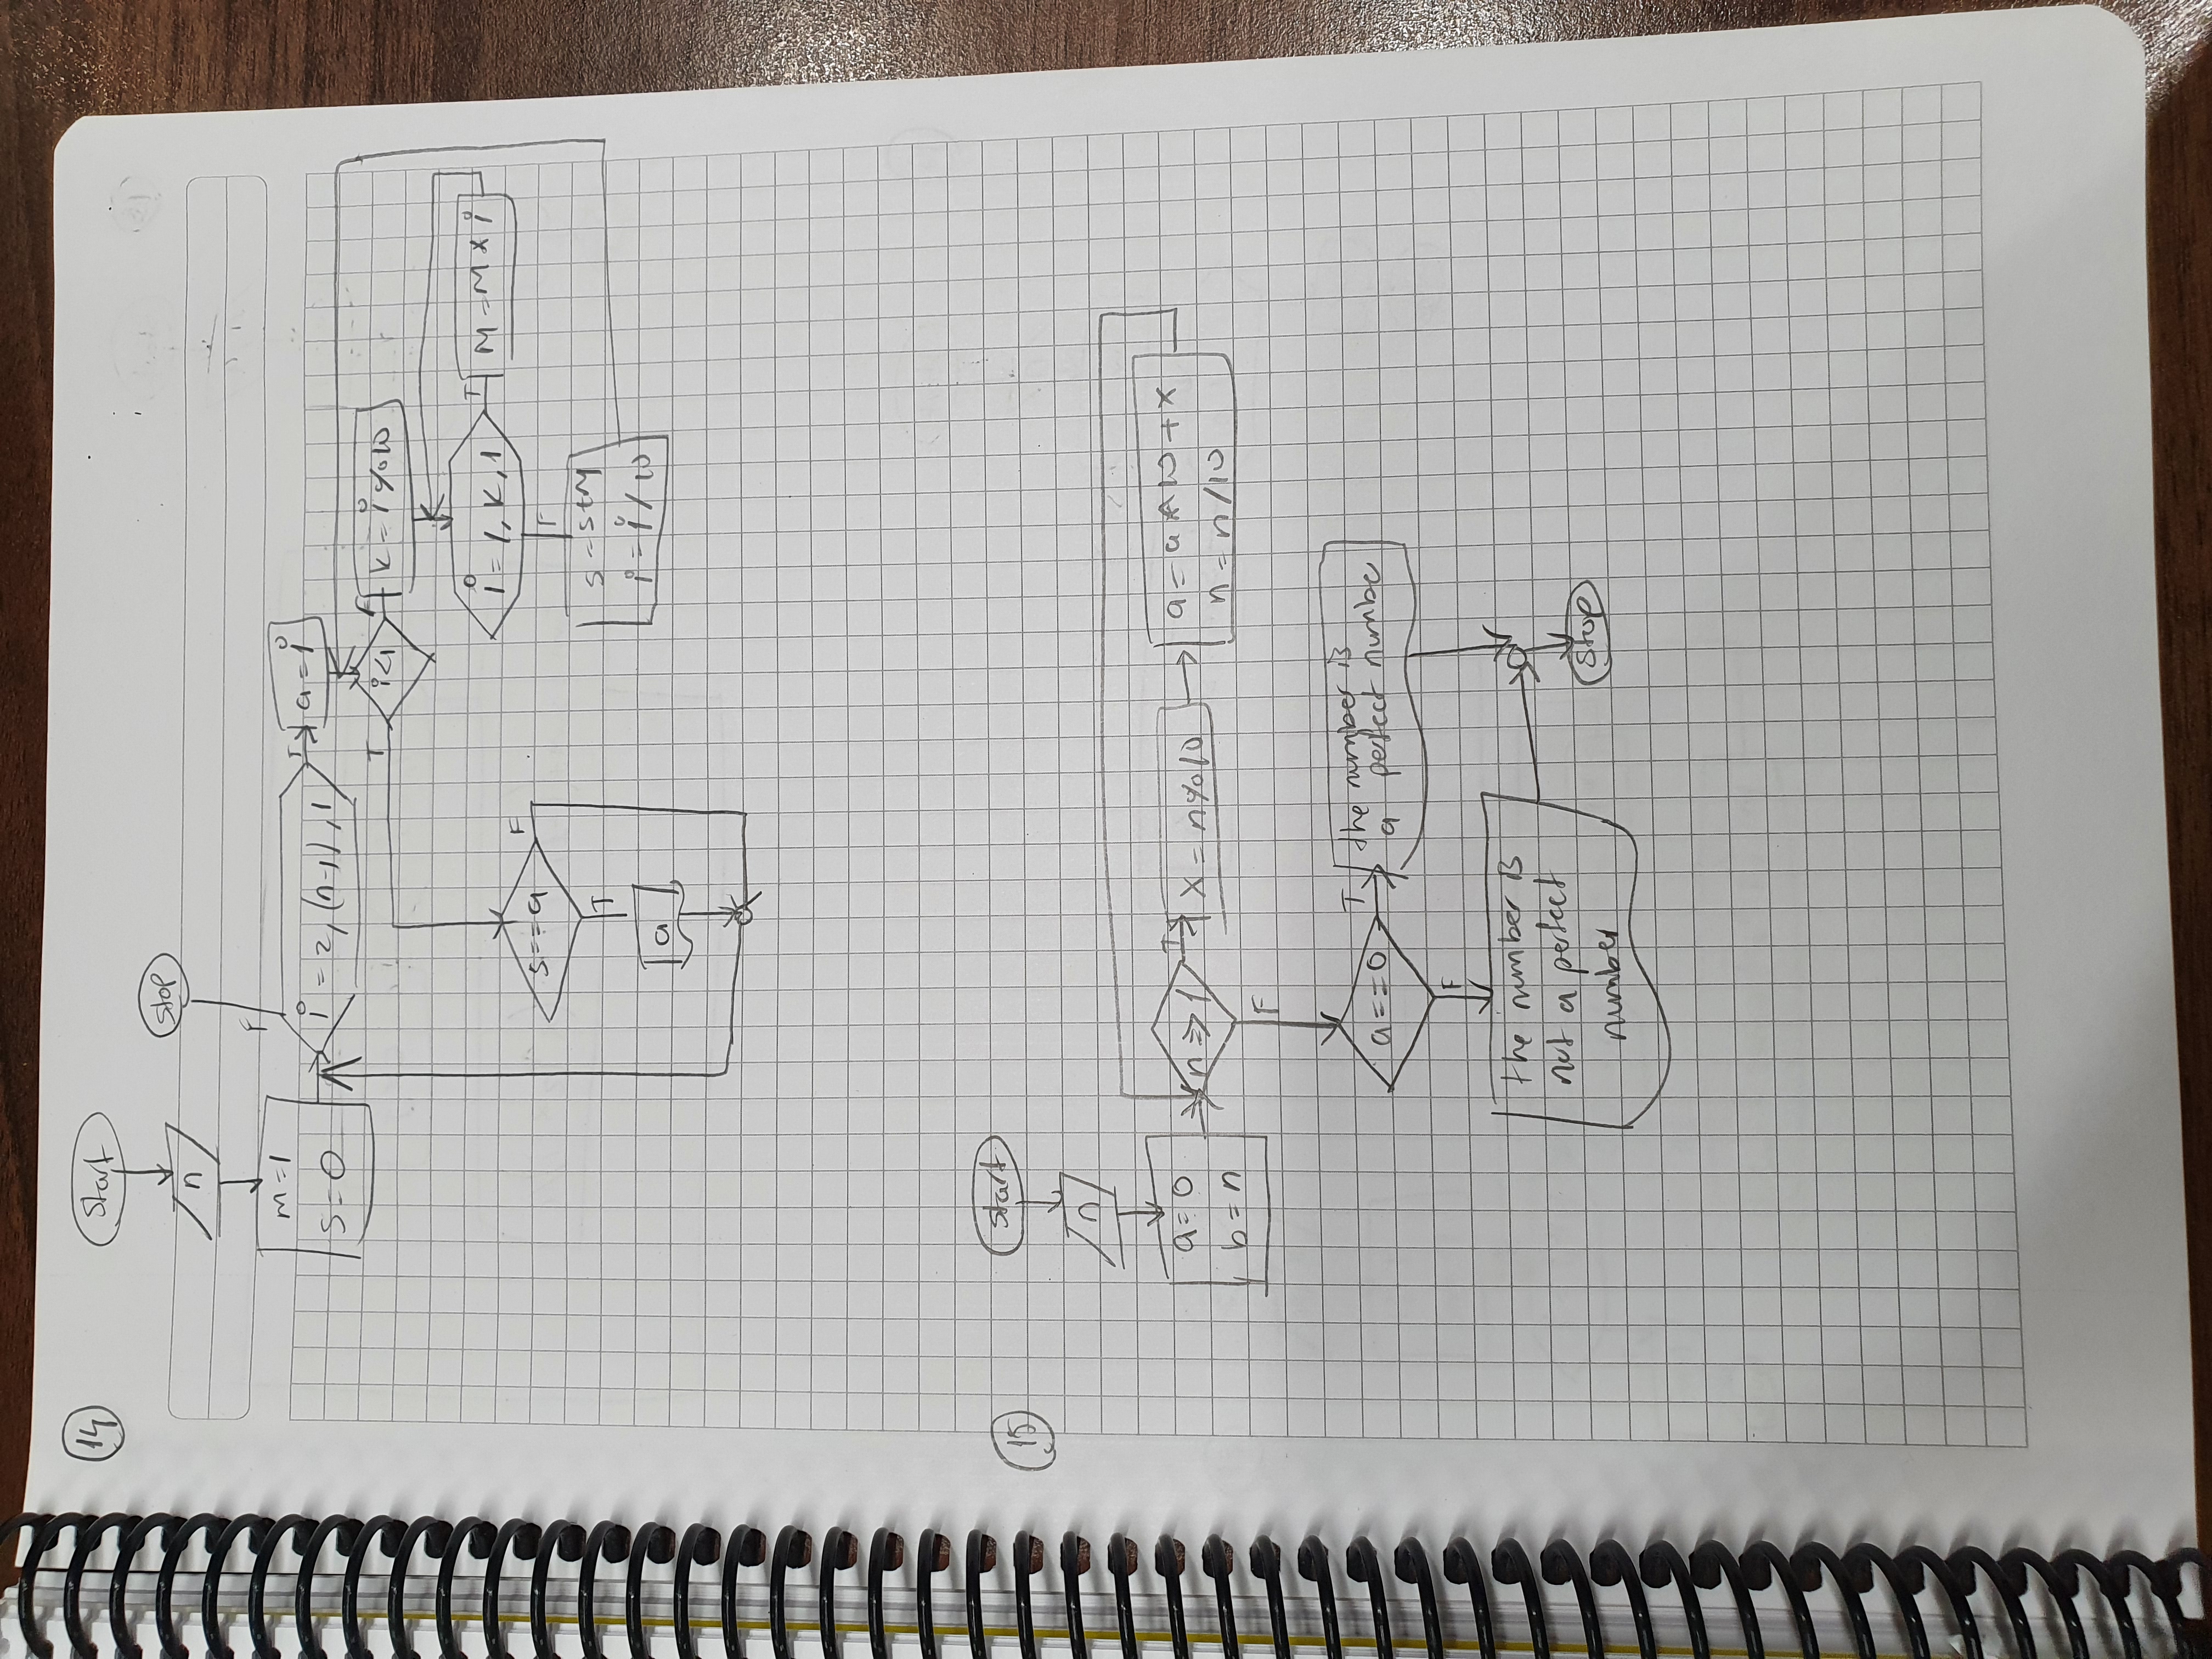 14
Start
n
m=1
s=0
Stop
F
i = 2, (n-1), 1
T
a = i
i<1
T
F
k = i%10
i = 1, k, 1
T
M = M x i
F
s = s+M
i = i / 10
s == a
F
T
a
15
Start
n
a = 0
b = n
n >= 1
T
x = n%10
a = a * 10 + x
n = n / 10
F
a == 0
T
the number is
a perfect numbe
F
the number is
not a perfect
number
Stop